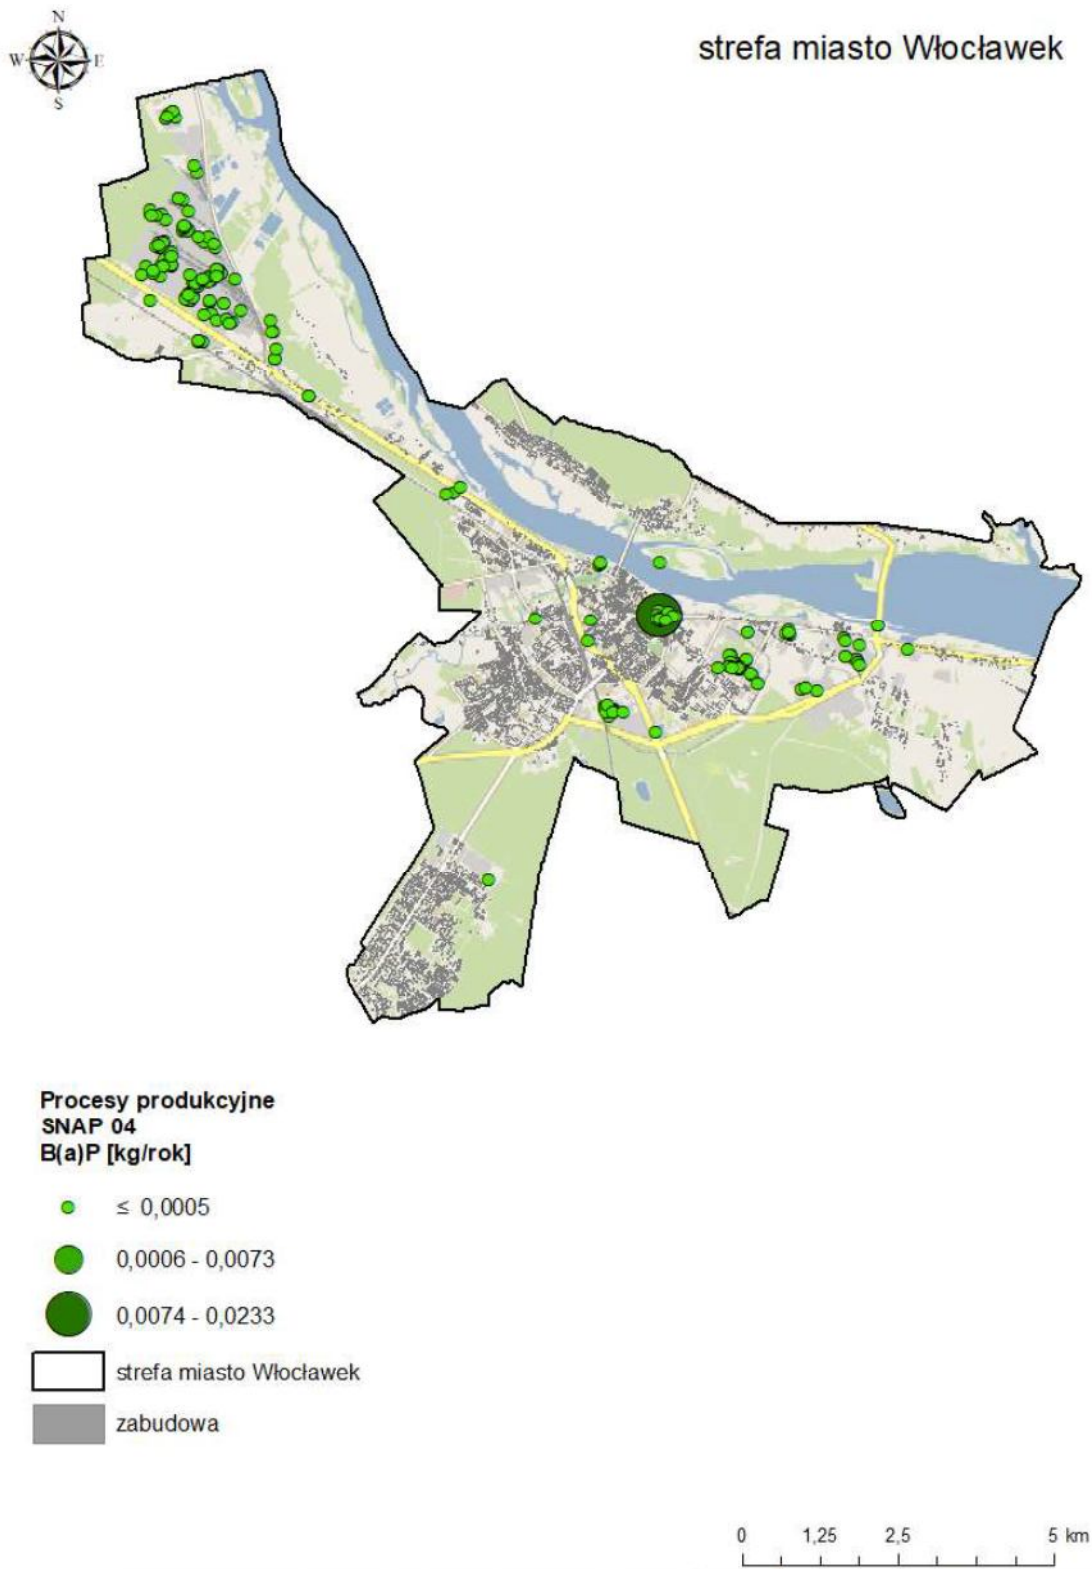 N
W E
S
strefa miasto Włocławek
Procesy produkcyjne
SNAP 04
B(a)P [kg/rok]
≤ 0,0005
0,0006 - 0,0073
0,0074 - 0,0233
strefa miasto Włocławek
zabudowa
0 1,25 2,5 5 km